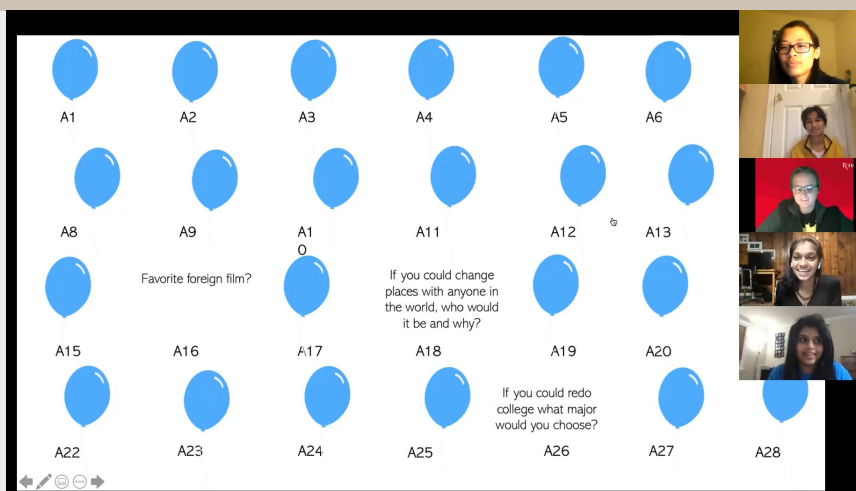 A1 A2 A3 A4 A5 A6
A8 A9 A1 A11 A12 A13
0
Favorite foreign film?
If you could change
places with anyone in
the world, who would
it be and why?
A15 A16 A17 A18 A19 A20
If you could redo
college what major
would you choose?
A22 A23 A24 A25 A26 A27 A28